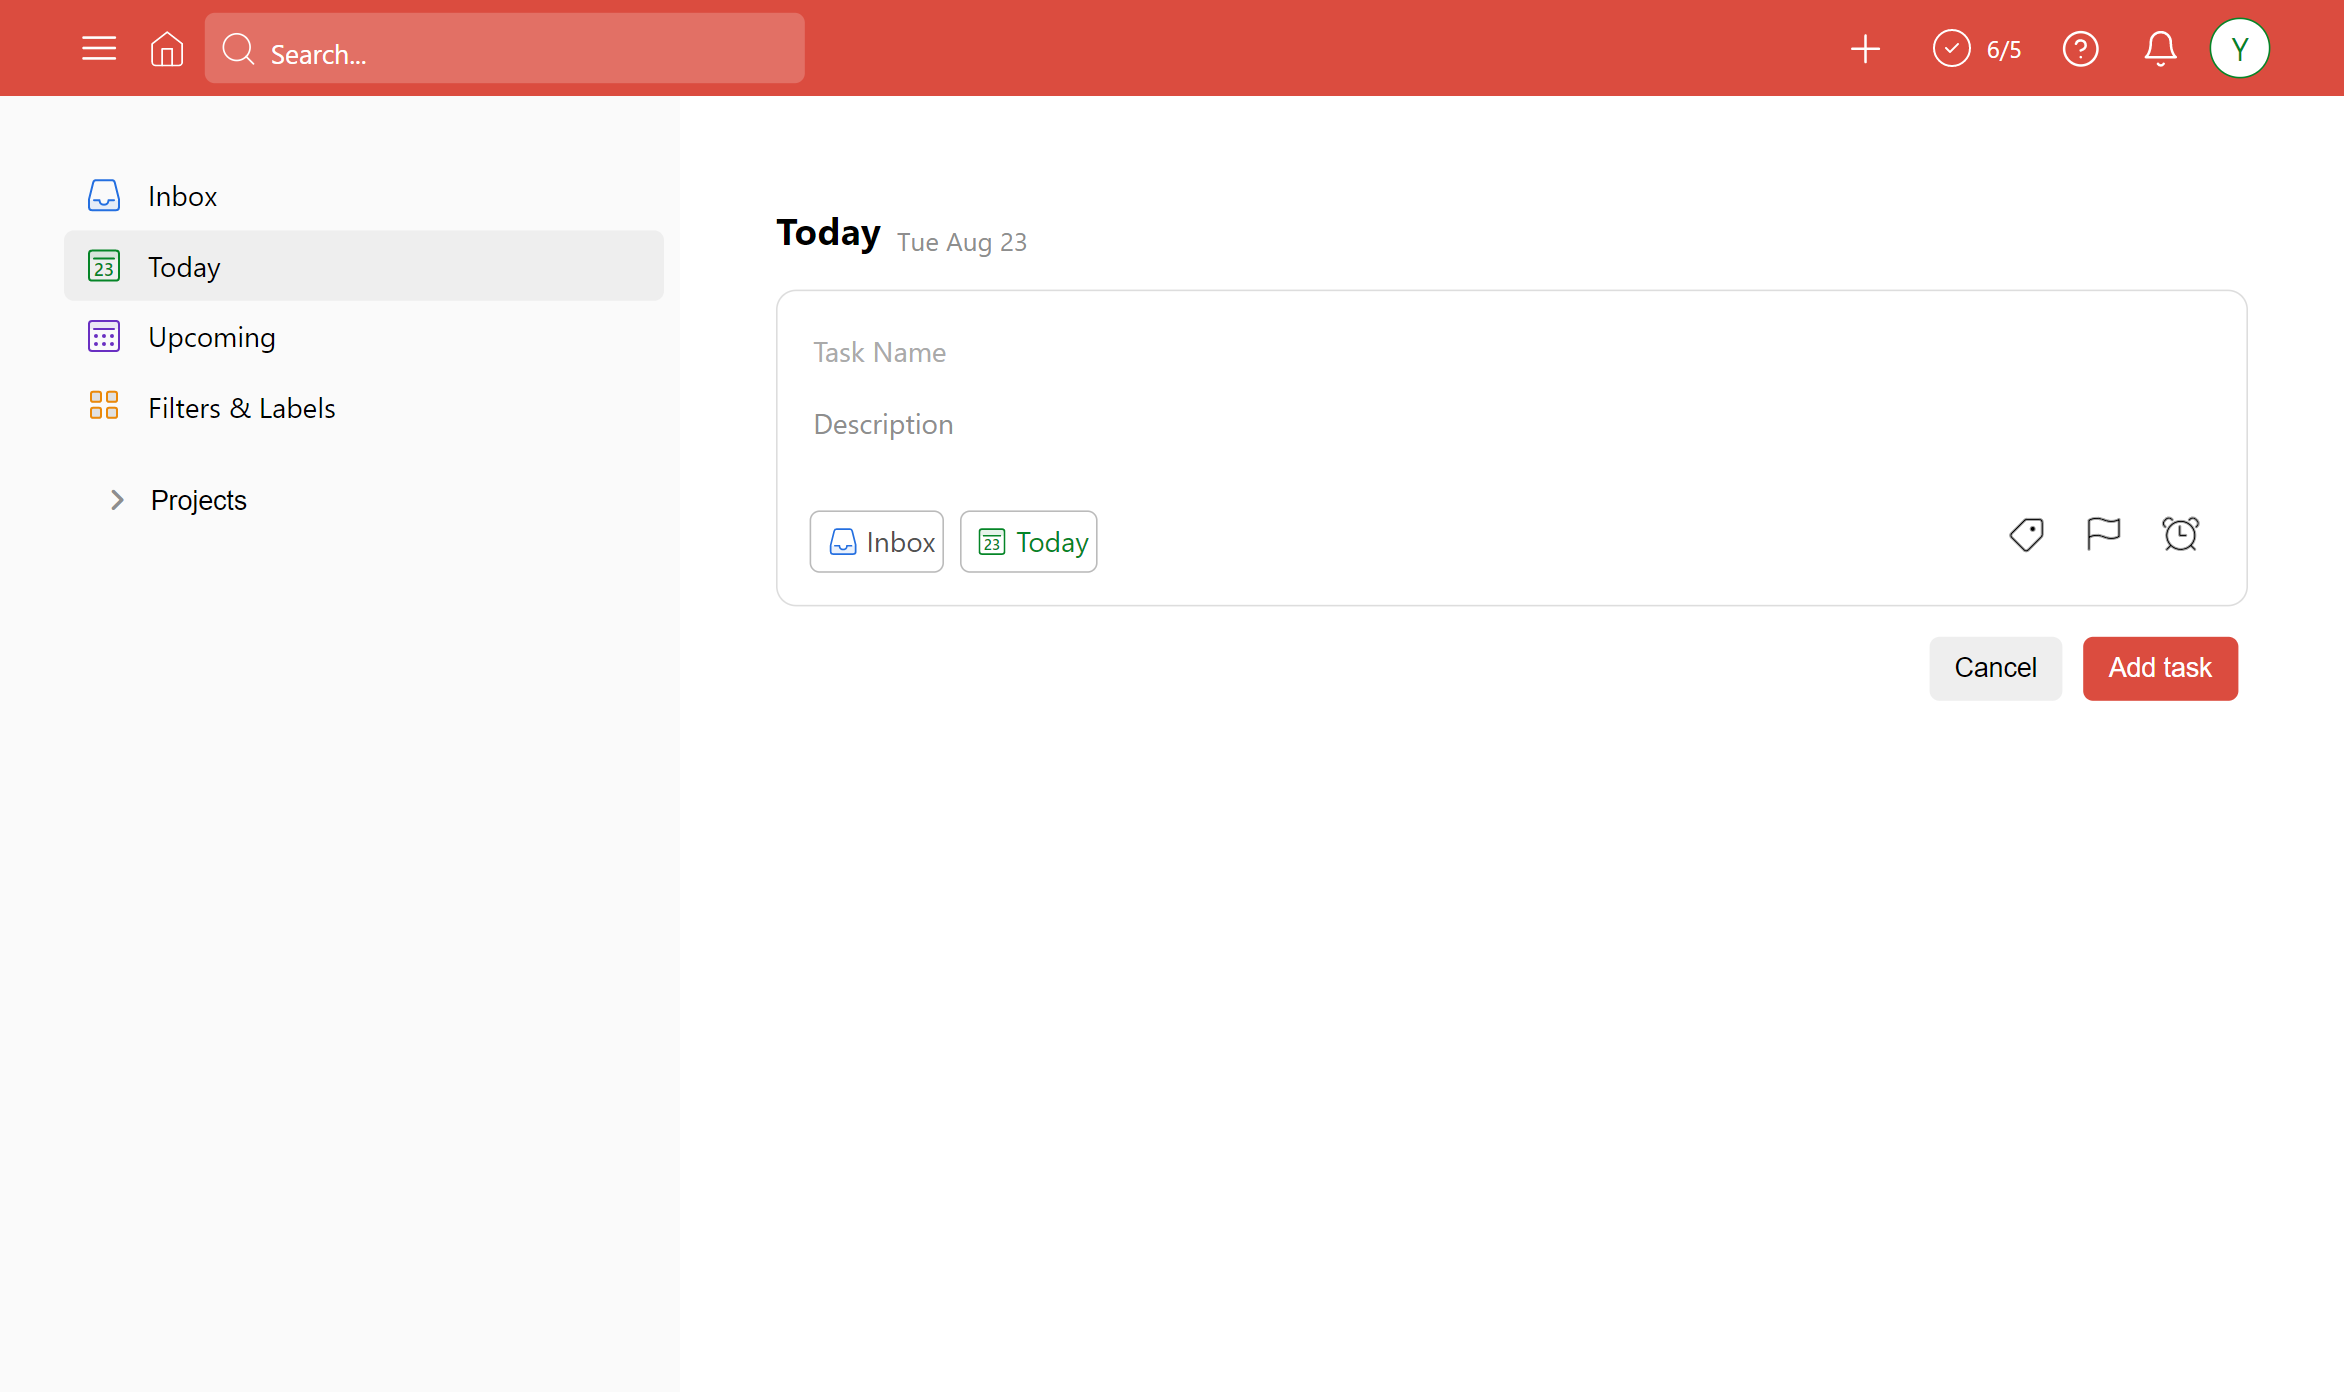 Search...
6/5
Y
Inbox
23 Today
Upcoming
Filters & Labels
Projects
Today Tue Aug 23
Task Name
Description
Inbox
23 Today
Cancel
Add task